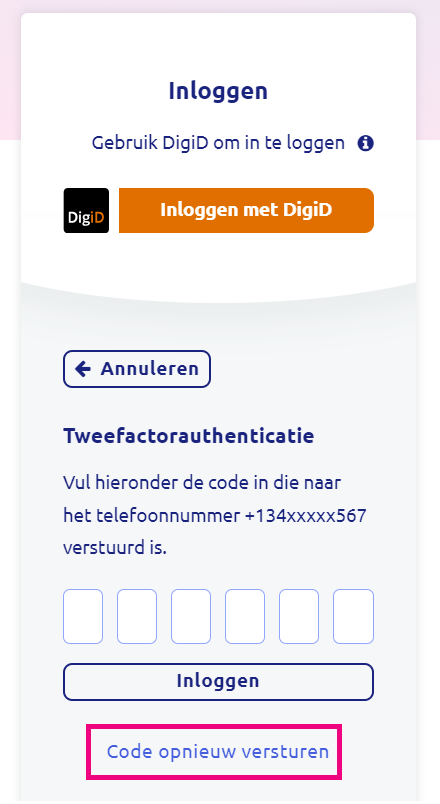 Inloggen
Gebruik DigiD om in te loggen
DigiD
Inloggen met DigiD
Annuleren
Tweefactorauthenticatie
Vul hieronder de code in die naar
het telefoonnummer +134xxxxx567
verstuurd is.
Inloggen
Code opnieuw versturen